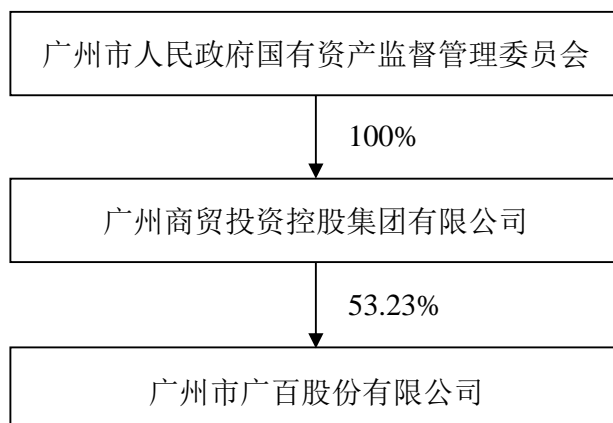 广州市人民政府国有资产监督管理委员会
100%
广州商贸投资控股集团有限公司
53.23%
广州市广百股份有限公司